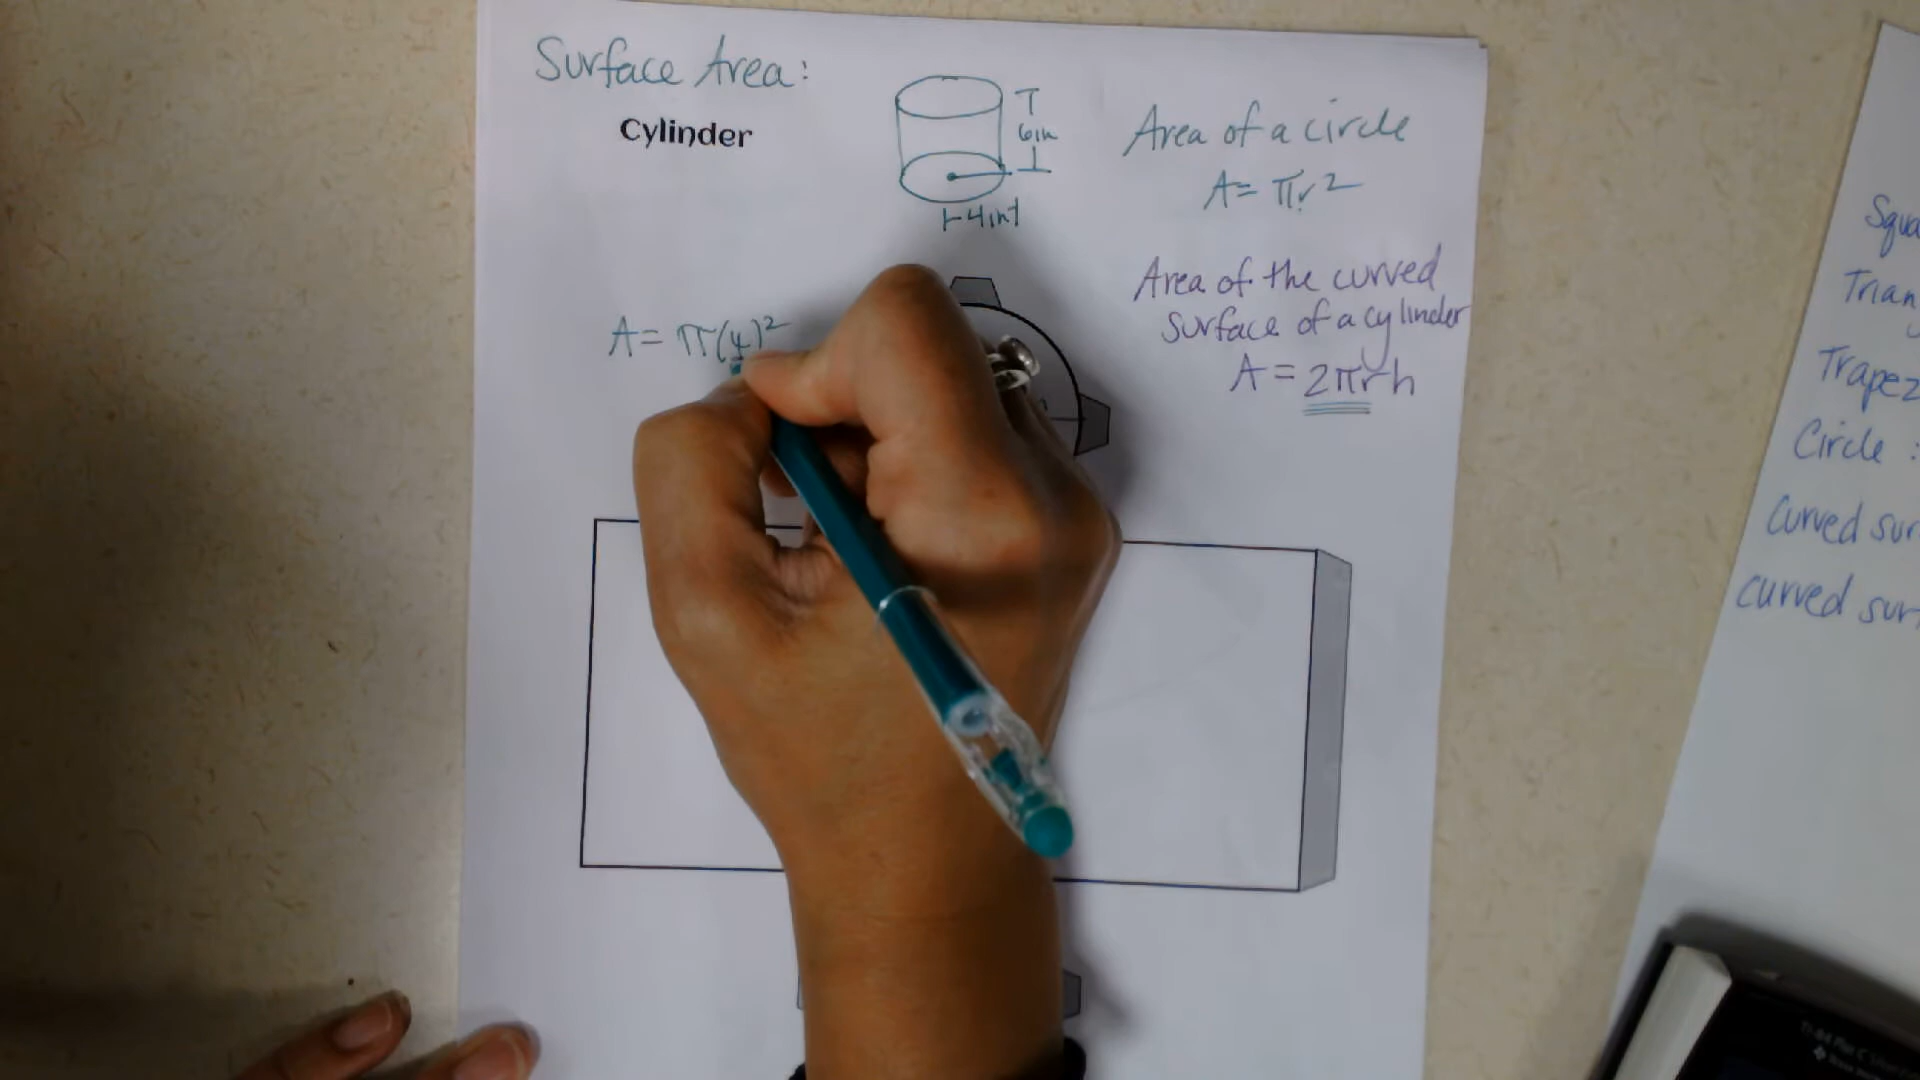 Surface Area:
Cylinder
6in
4in
Area of a circle
A = πr²
Area of the curved
surface of a cylinder
A = 2πrh
A = π(4)²
Squa
Trian
Trapez
Circle :
Curved sur
Curved sur